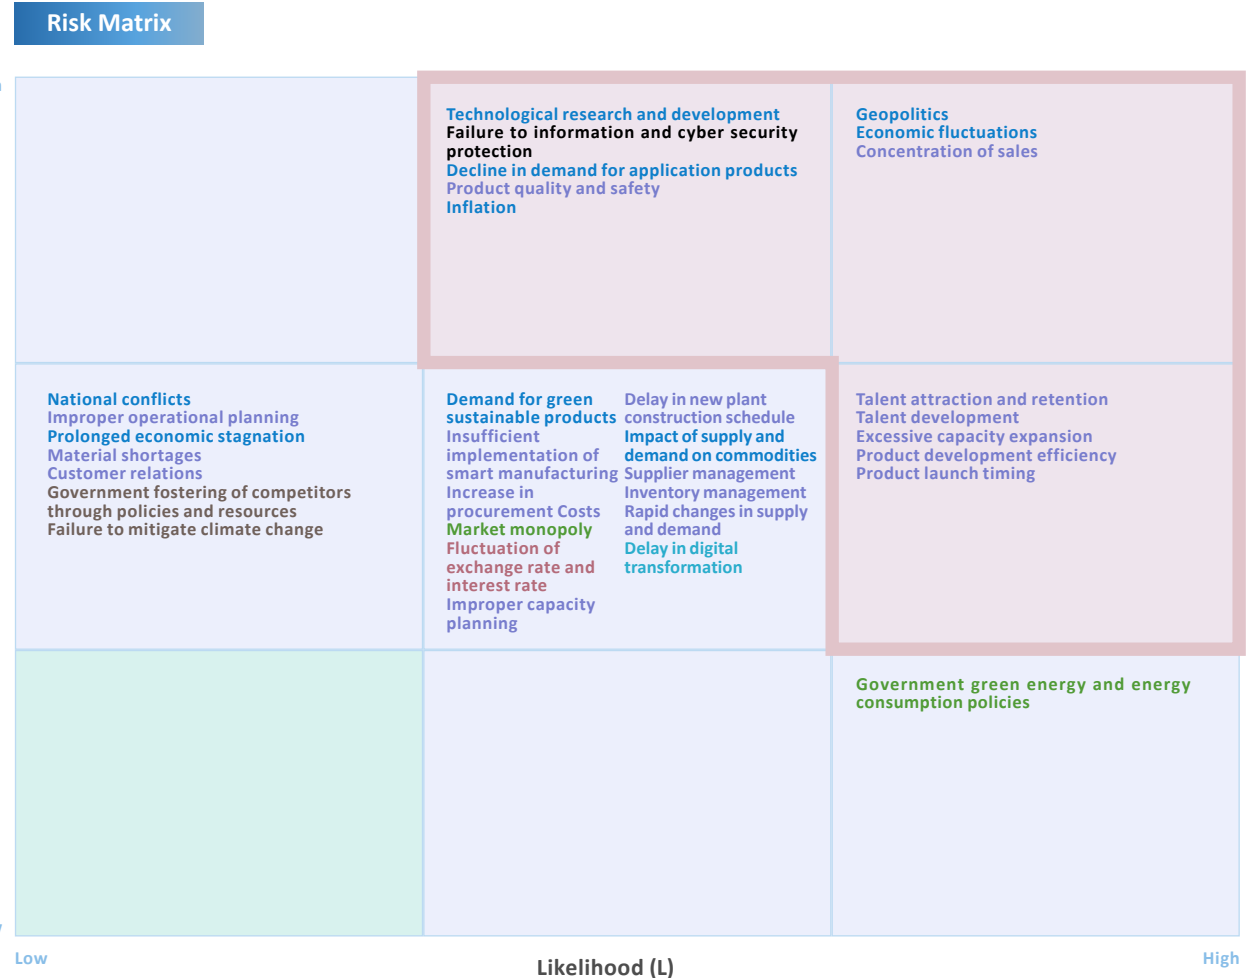 Risk Matrix
Technological research and development
Failure to information and cyber security
protection
Decline in demand for application products
Product quality and safety
Inflation
Geopolitics
Economic fluctuations
Concentration of sales
National conflicts
Improper operational planning
Prolonged economic stagnation
Material shortages
Customer relations
Government fostering of competitors
through policies and resources
Failure to mitigate climate change
Demand for green
sustainable products
Insufficient
implementation of
smart manufacturing
Increase in
procurement Costs
Market monopoly
Fluctuation of
exchange rate and
interest rate
Improper capacity
planning
Delay in new plant
construction schedule
Impact of supply and
demand on commodities
Supplier management
Inventory management
Rapid changes in supply
and demand
Delay in digital
transformation
Talent attraction and retention
Talent development
Excessive capacity expansion
Product development efficiency
Product launch timing
Government green energy and energy
consumption policies
Low
Likelihood (L)
High